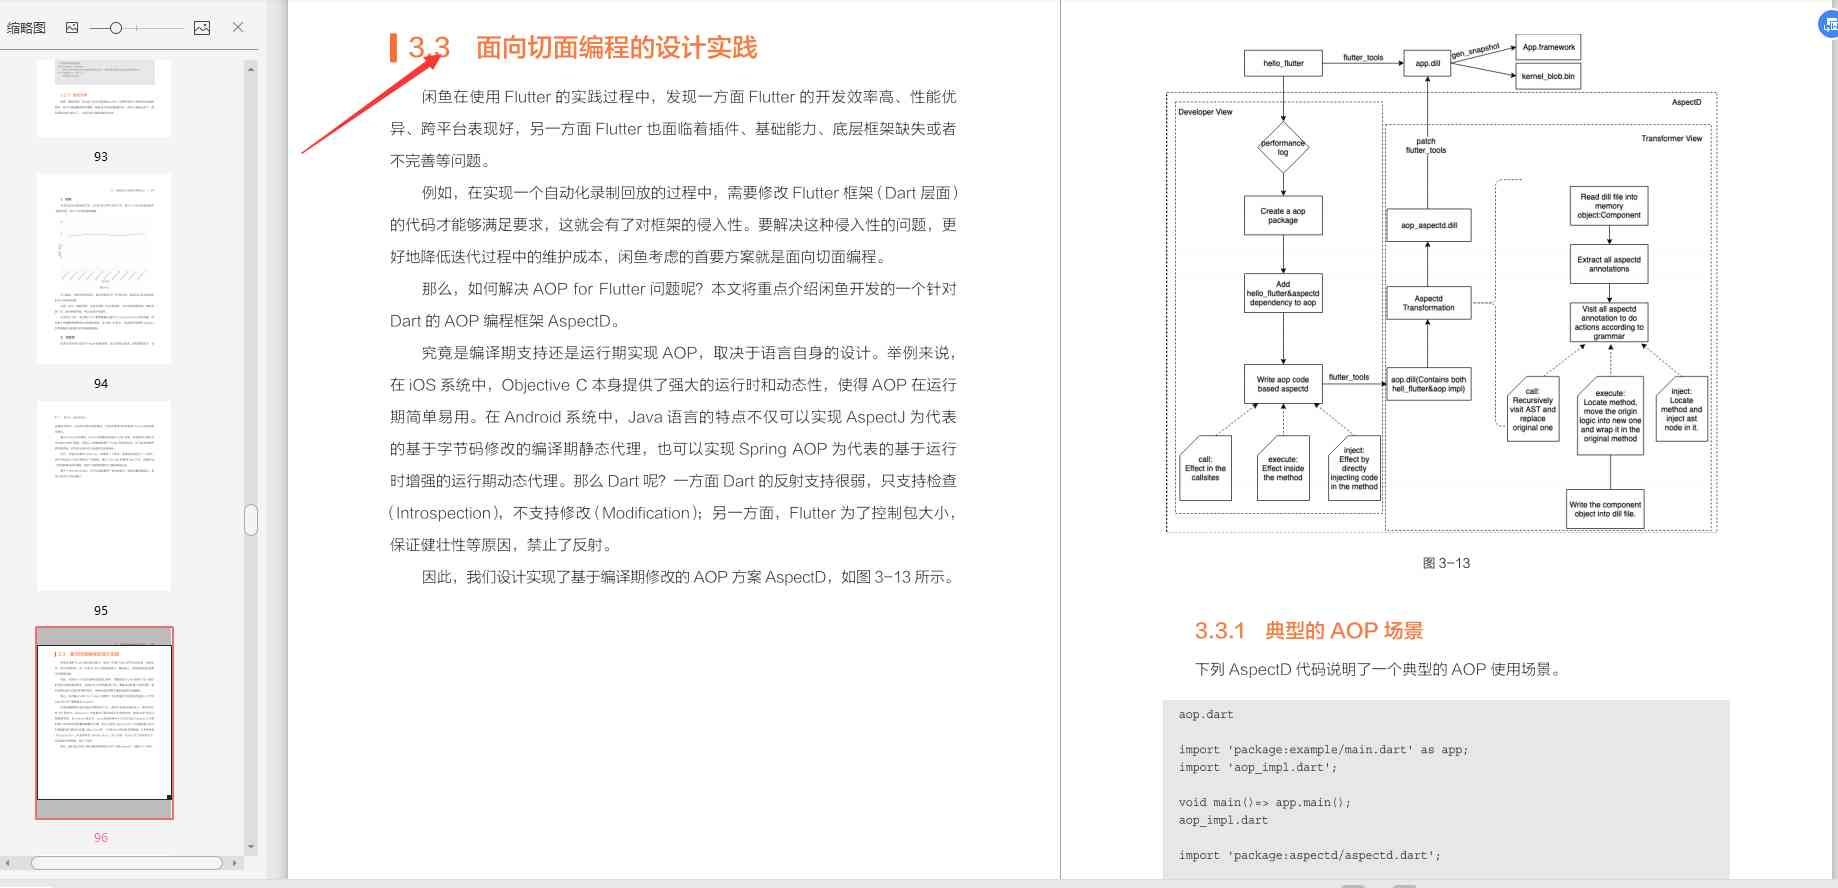 缩略图
93
94
95
96
3.3 面向切面编程的设计实践
闲鱼在使用 Flutter 的实践过程中，发现一方面 Flutter 的开发效率高、性能优
异、跨平台表现好，另一方面 Flutter 也面临着插件、基础能力、底层框架缺失或者
不完善等问题。
例如，在实现一个自动化录制回放的过程中，需要修改 Flutter 框架（Dart 层面）
的代码才能够满足要求，这就会有了对框架的侵入性。要解决这种侵入性的问题，更
好地降低迭代过程中的维护成本，闲鱼考虑的首要方案就是面向切面编程。
那么，如何解决 AOP for Flutter 问题呢？本文将重点介绍闲鱼开发的一个针对
Dart 的 AOP 编程框架 AspectD。
究竟是编译期支持还是运行期实现 AOP，取决于语言自身的设计。举例来说，
在 iOS 系统中，Objective C 本身提供了强大的运行时和动态性，使得 AOP 在运行
期简单易用。在 Android 系统中，Java 语言的特点不仅可以实现 AspectJ 为代表
的基于字节码修改的编译期静态代理，也可以实现 Spring AOP 为代表的基于运行
时增强的运行期动态代理。那么 Dart 呢？一方面 Dart 的反射支持很弱，只支持检查
（Introspection），不支持修改（Modification）；另一方面，Flutter 为了控制包大小，
保证健壮性等原因，禁止了反射。
因此，我们设计实现了基于编译期修改的 AOP 方案 AspectD，如图 3-13 所示。
hello_flutter
flutter_tools
app.dill
gen_snapshot
App.framework
kernel_blob.bin
AspectD
Developer View
Transformer View
performance
log
patch
flutter_tools
Create a aop
package
aop_aspectd.dill
Read dill file into
memory
object:Component
Extract all aspectd
annotations
Add
hello_flutter&aspectd
dependency to aop
Aspectd
Transformation
Visit all aspectd
annotation to do
actions according to
grammar
Write aop code
based aspectd
flutter_tools
aop.dill(Contains both
hell_flutter&aop impl)
call:
Recursively
visit AST and
replace
original one
execute:
Locate method,
move the origin
logic into new one
and wrap it in the
original method
inject:
Locate
method and
inject ast
node in it.
call:
Effect in the
callsites
execute:
Effect inside
the method
inject:
Effect by
directly
injecting code
in the method
Write the component
object into dill file.
图 3-13
3.3.1 典型的 AOP 场景
下列 AspectD 代码说明了一个典型的 AOP 使用场景。
aop.dart
import 'package:example/main.dart' as app;
import 'aop_impl.dart';
void main()=> app.main();
aop_impl.dart
import 'package:aspectd/aspectd.dart';